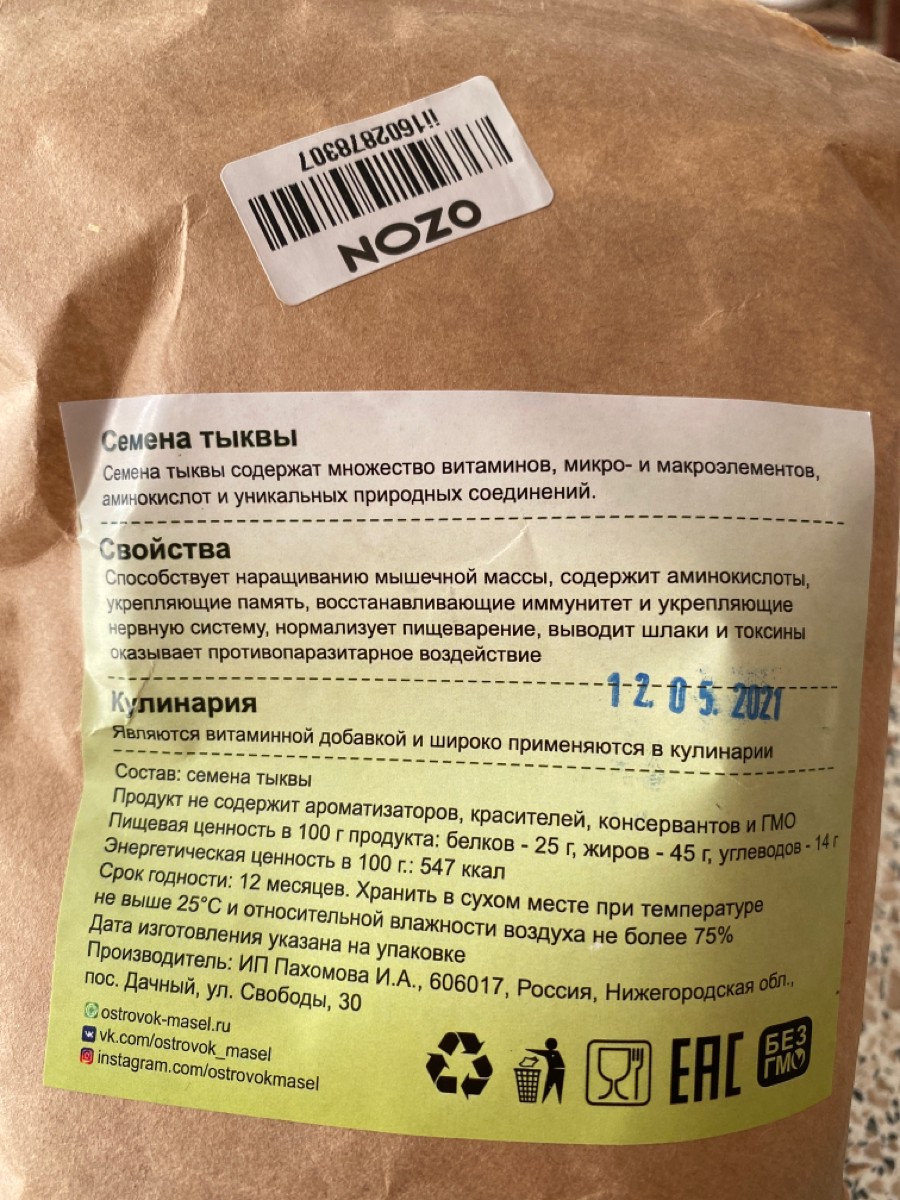 ii1602878307
OZON
Семена тыквы
Семена тыквы содержат множество витаминов, микро- и макроэлементов,
аминокислот и уникальных природных соединений.
Свойства
Способствует наращиванию мышечной массы, содержит аминокислоты,
укрепляющие память, восстанавливающие иммунитет и укрепляющие
нервную систему, нормализует пищеварение, выводит шлаки и токсины
оказывает противопаразитарное воздействие
12. 05. 2021
Кулинария
Являются витаминной добавкой и широко применяются в кулинарии
Состав: семена тыквы
Продукт не содержит ароматизаторов, красителей, консервантов и ГМО
Пищевая ценность в 100 г продукта: белков - 25 г, жиров - 45 г, углеводов - 14 г
Энергетическая ценность в 100 г.: 547 ккал
Срок годности: 12 месяцев. Хранить в сухом месте при температуре
не выше 25°С и относительной влажности воздуха не более 75%
Дата изготовления указана на упаковке
Производитель: ИП Пахомова И.А., 606017, Россия, Нижегородская обл.,
пос. Дачный, ул. Свободы, 30
ostrovok-masel.ru
vk.com/ostrovok_masel
instagram.com/ostrovokmasel
EAC
БЕЗ
ГМО